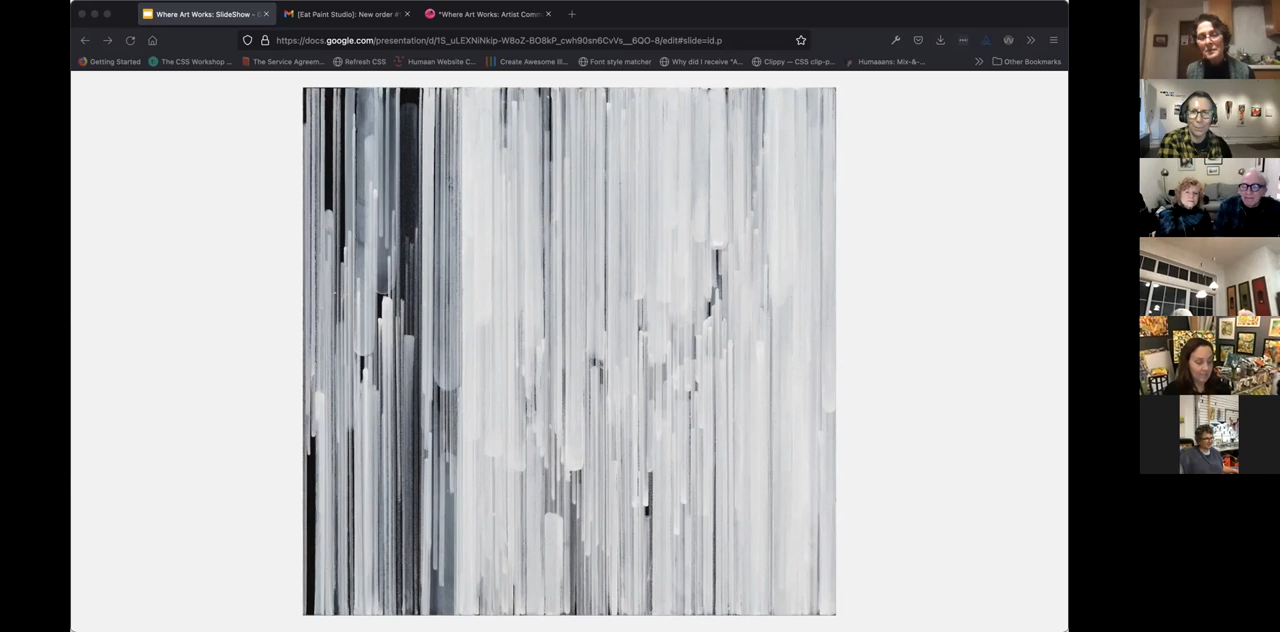 Where Art Works: SlideShow - G
[Eat Paint Studio]: New order #
*Where Art Works: Artist Com
https://docs.google.com/presentation/d/1S_uLEXNiNkip-W8oZ-BO8kP_cwh90sn6CvVs__6QO-8/edit#slide=id.p
Getting Started
The CSS Workshop ...
The Service Agreem...
Refresh CSS
Humaan Website C...
Create Awesome Ill...
Font style matcher
Why did I receive "A...
Clippy — CSS clip-p...
Humaaans: Mix-&-...
Other Bookmarks